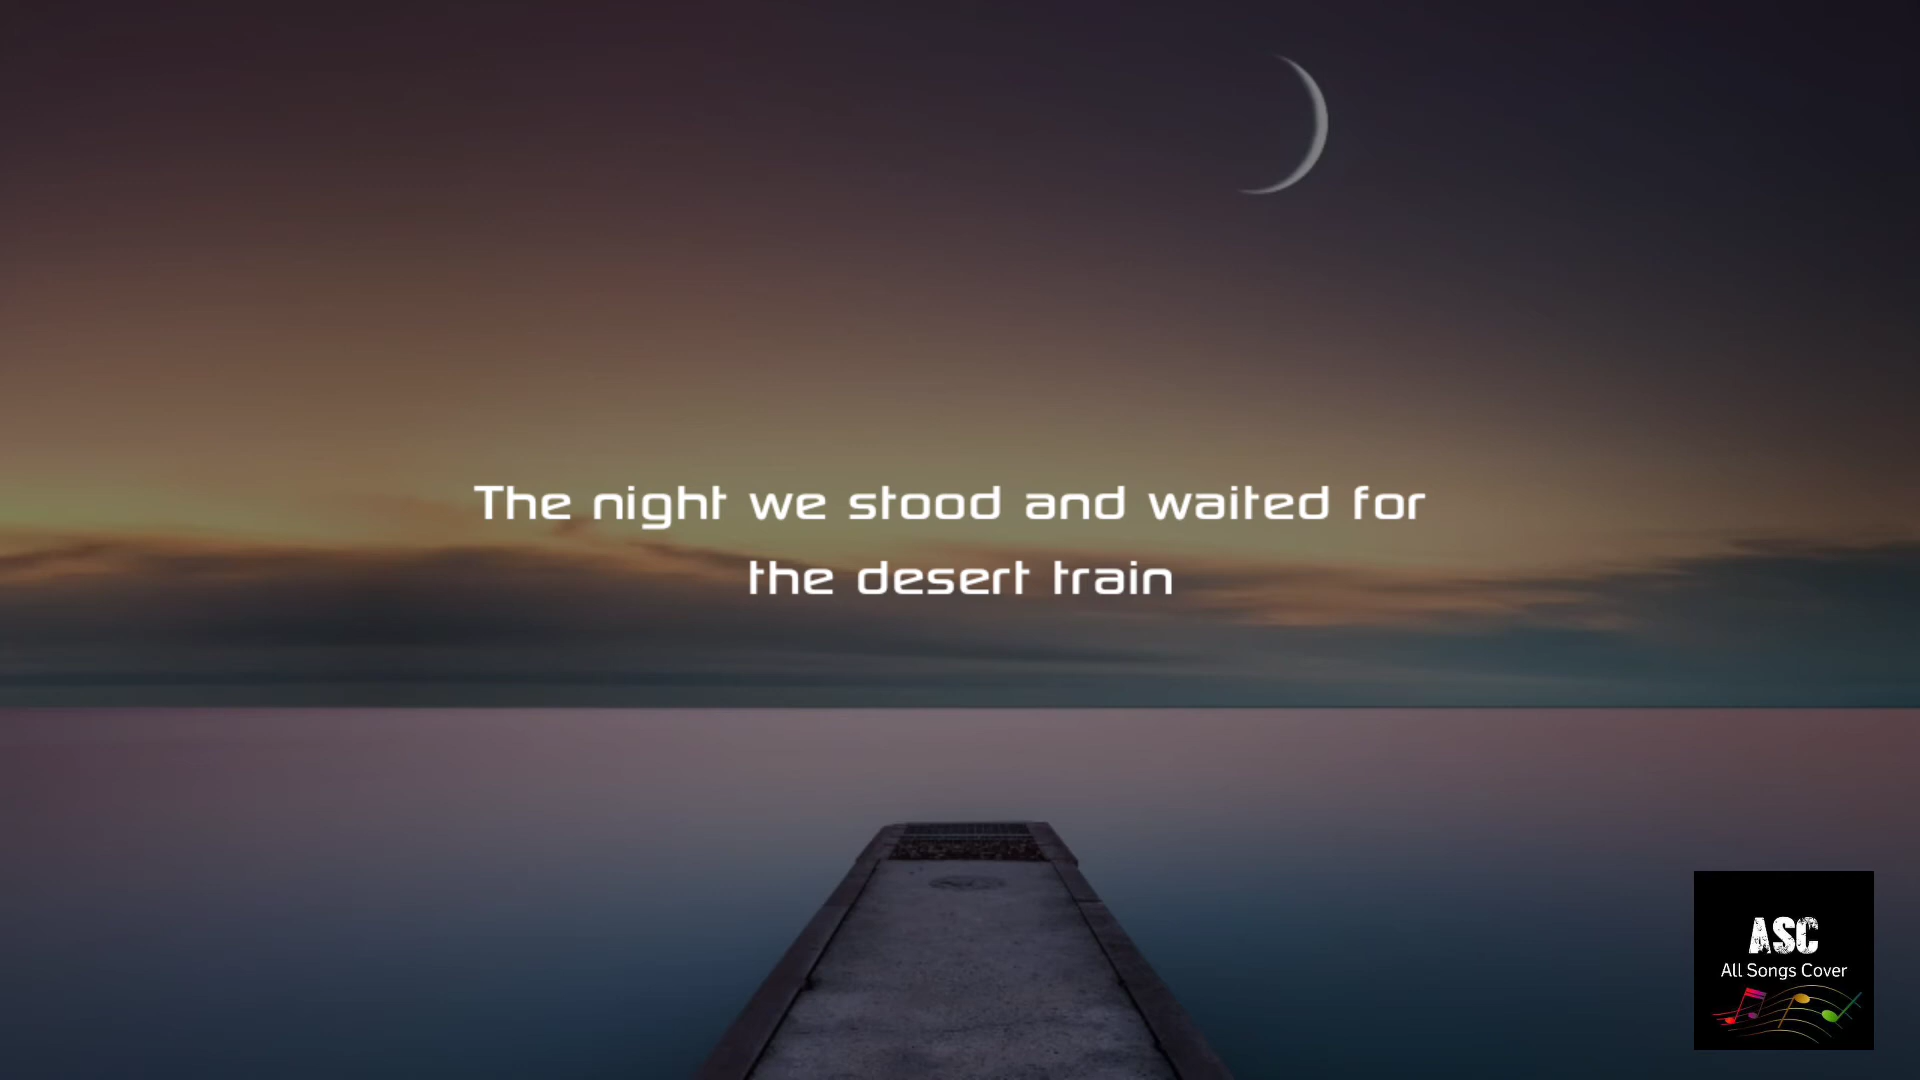 The night we stood and waited for
the desert train
ASC
All Songs Cover